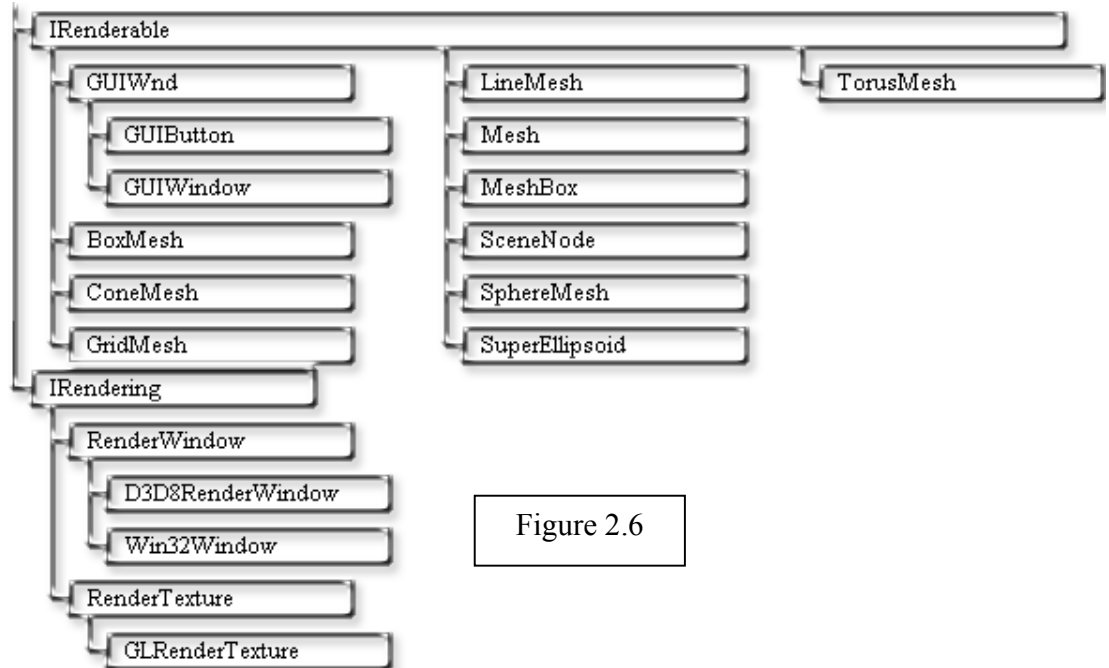 IRenderable
GUIWnd
GUIButton
GUIWindow
BoxMesh
ConeMesh
GridMesh
LineMesh
Mesh
MeshBox
SceneNode
SphereMesh
SuperEllipsoid
TorusMesh
IRendering
RenderWindow
D3D8RenderWindow
Win32Window
RenderTexture
GLRenderTexture
Figure 2.6